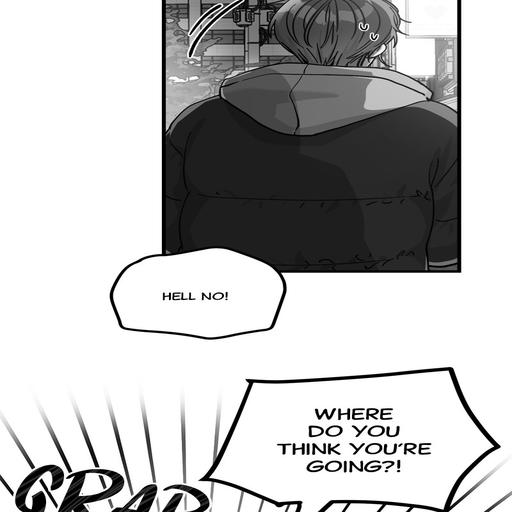 HELL NO!
WHERE
DO YOU
THINK YOU'RE
GOING?!
GRAB